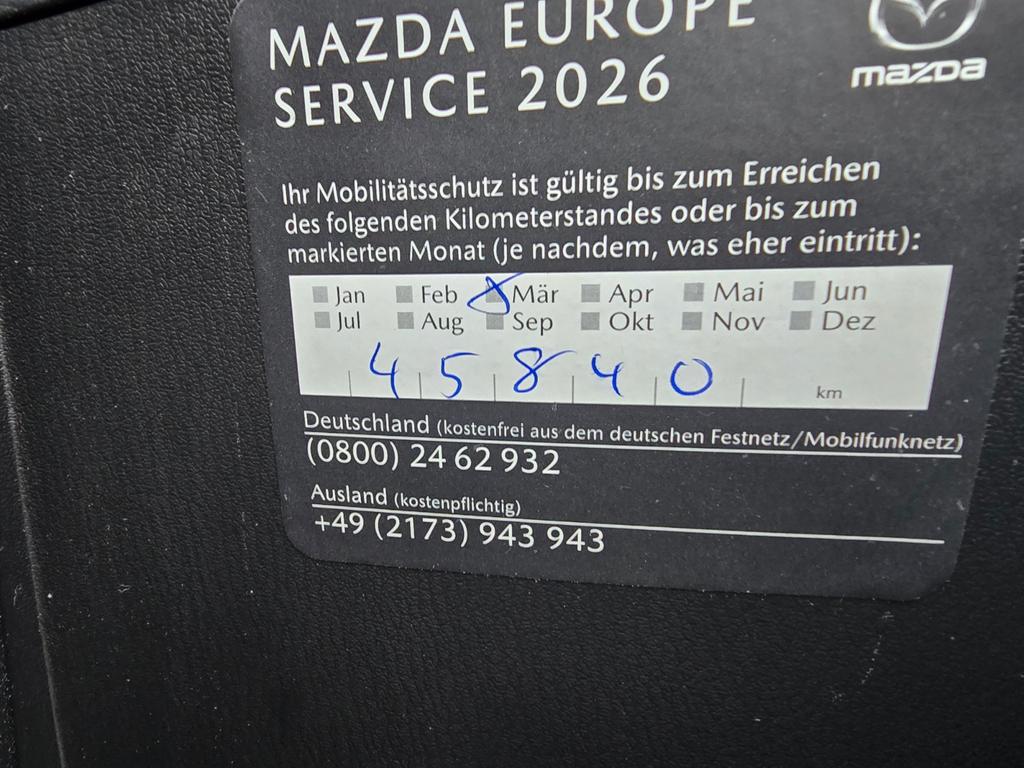 MAZDA EUROPE
SERVICE 2026
mazda
Ihr Mobilitätsschutz ist gültig bis zum Erreichen
des folgenden Kilometerstandes oder bis zum
markierten Monat (je nachdem, was eher eintritt):
Jan Feb Mär Apr Mai Jun
Jul Aug Sep Okt Nov Dez
45840 km
Deutschland (kostenfrei aus dem deutschen Festnetz/Mobilfunknetz)
(0800) 24 62 932
Ausland (kostenpflichtig)
+49 (2173) 943 943